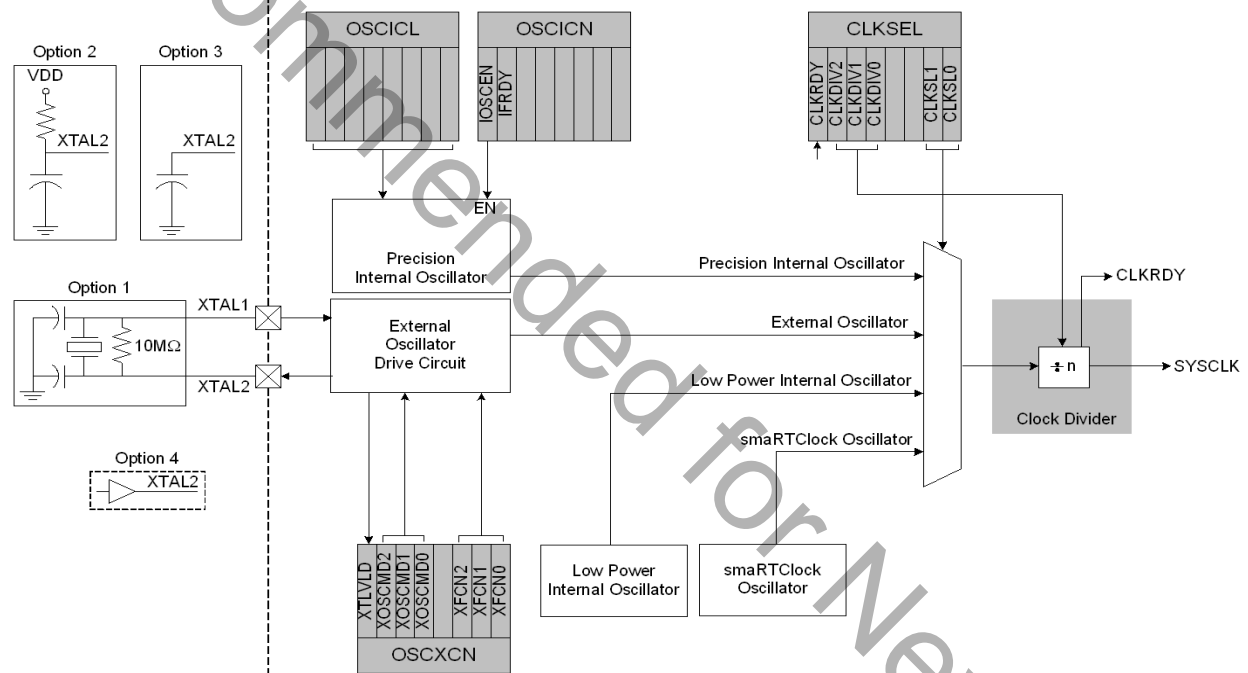 OSCICL
OSCICN
CLKSEL
IOSCEN
IFRDY
CLKRDY
CLKDIV2
CLKDIV1
CLKDIV0
CLKSL1
CLKSL0
Option 2
VDD
XTAL2
Option 3
XTAL2
EN
Precision
Internal Oscillator
Precision Internal Oscillator
CLKRDY
Option 1
XTAL1
10MΩ
XTAL2
External
Oscillator
Drive Circuit
External Oscillator
Low Power Internal Oscillator
smaRTClock Oscillator
÷ n
SYSCLK
Clock Divider
Option 4
XTAL2
XTLVLD
XOSCMD2
XOSCMD1
XOSCMD0
XFCN2
XFCN1
XFCN0
OSCXCN
Low Power
Internal Oscillator
smaRTClock
Oscillator
ommended for New